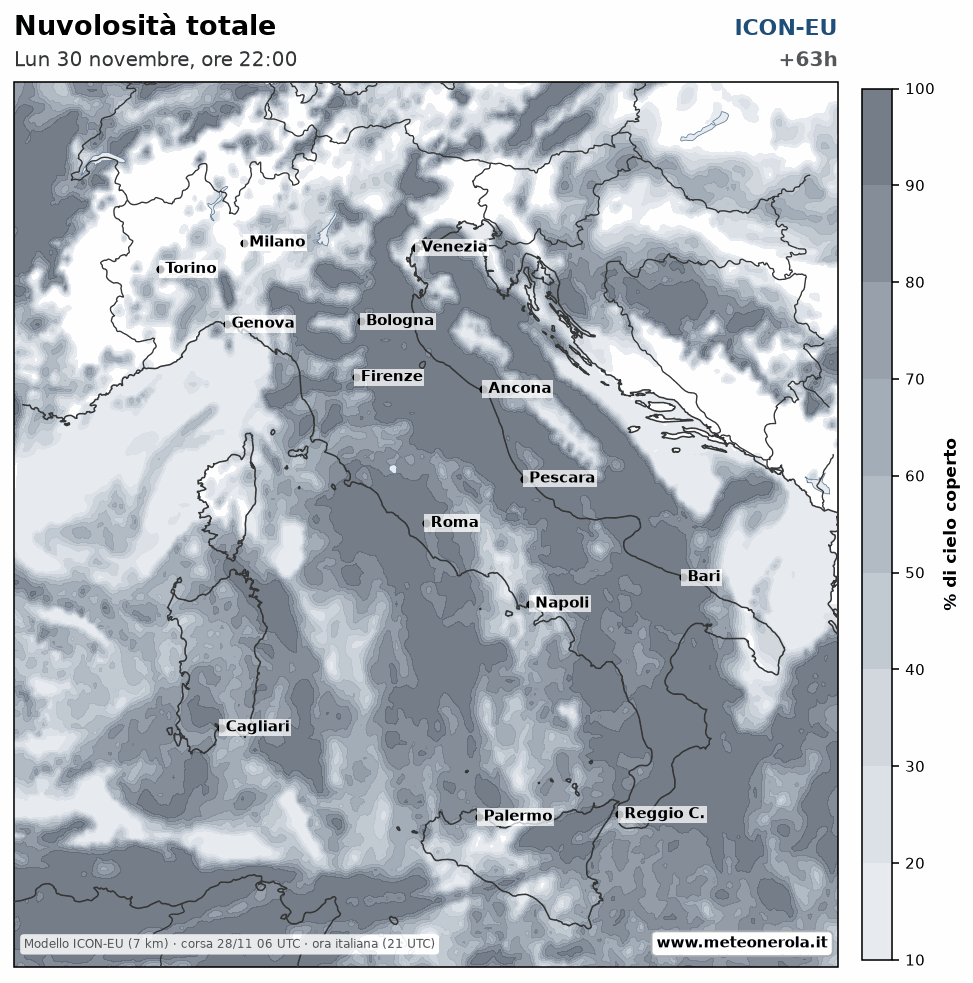 Nuvolosità totale
ICON-EU
Lun 30 novembre, ore 22:00
+63h
Milano
Venezia
Torino
Genova
Bologna
Firenze
Ancona
Pescara
Roma
Bari
Napoli
Cagliari
Palermo
Reggio C.
100
90
80
70
60
50
40
30
20
10
% di cielo coperto
Modello ICON-EU (7 km) · corsa 28/11 06 UTC · ora italiana (21 UTC)
www.meteonerola.it